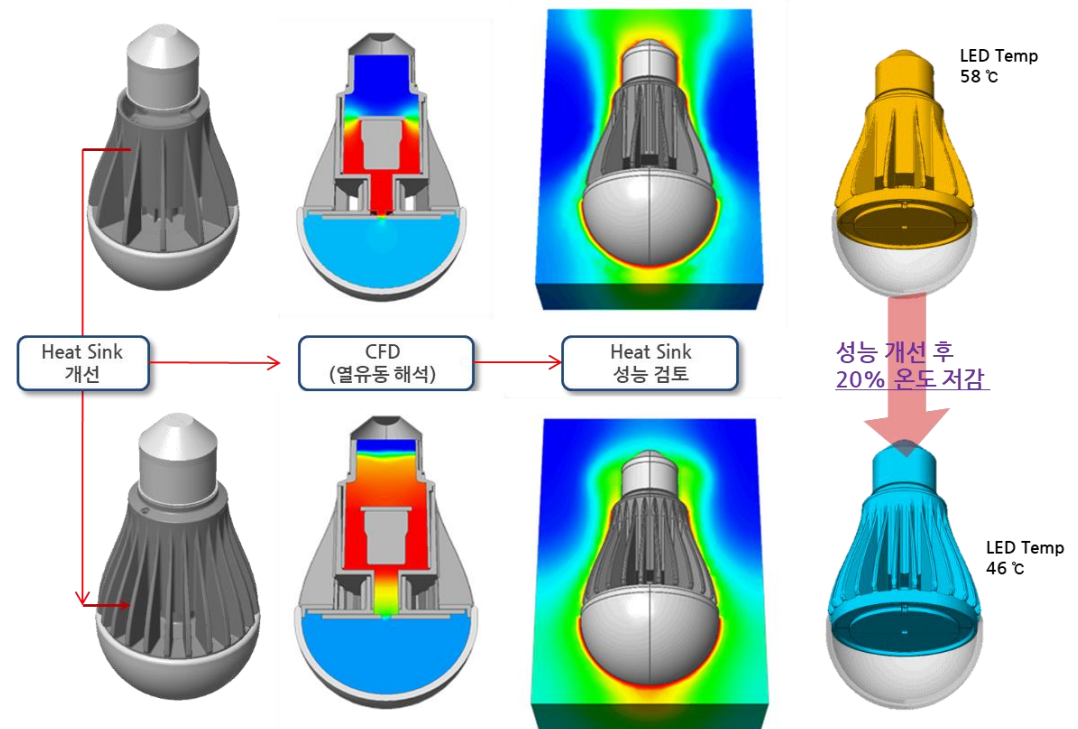 LED Temp
58 ℃
Heat Sink
개선
CFD
(열유동 해석)
Heat Sink
성능 검토
성능 개선 후
20% 온도 저감
LED Temp
46 ℃